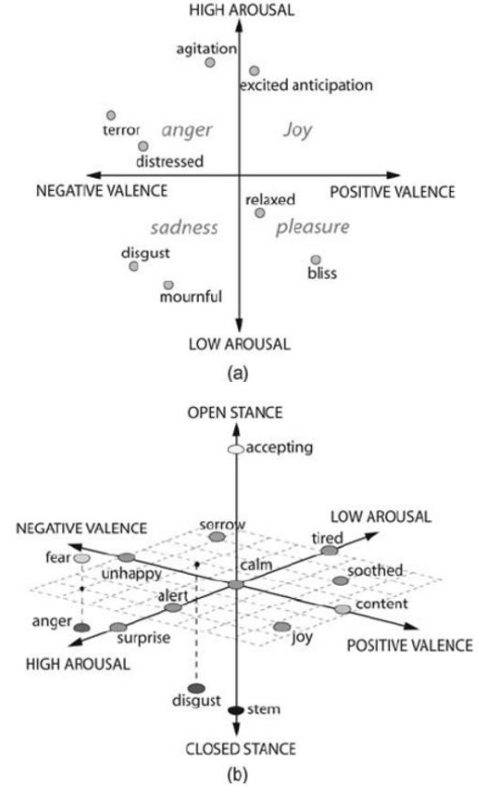 HIGH AROUSAL
agitation
excited anticipation
terror
anger
Joy
distressed
NEGATIVE VALENCE
POSITIVE VALENCE
relaxed
sadness
pleasure
disgust
bliss
mournful
LOW AROUSAL
(a)
OPEN STANCE
accepting
NEGATIVE VALENCE
sorrow
LOW AROUSAL
tired
fear
unhappy
calm
soothed
alert
content
anger
surprise
joy
POSITIVE VALENCE
HIGH AROUSAL
disgust
stem
CLOSED STANCE
(b)